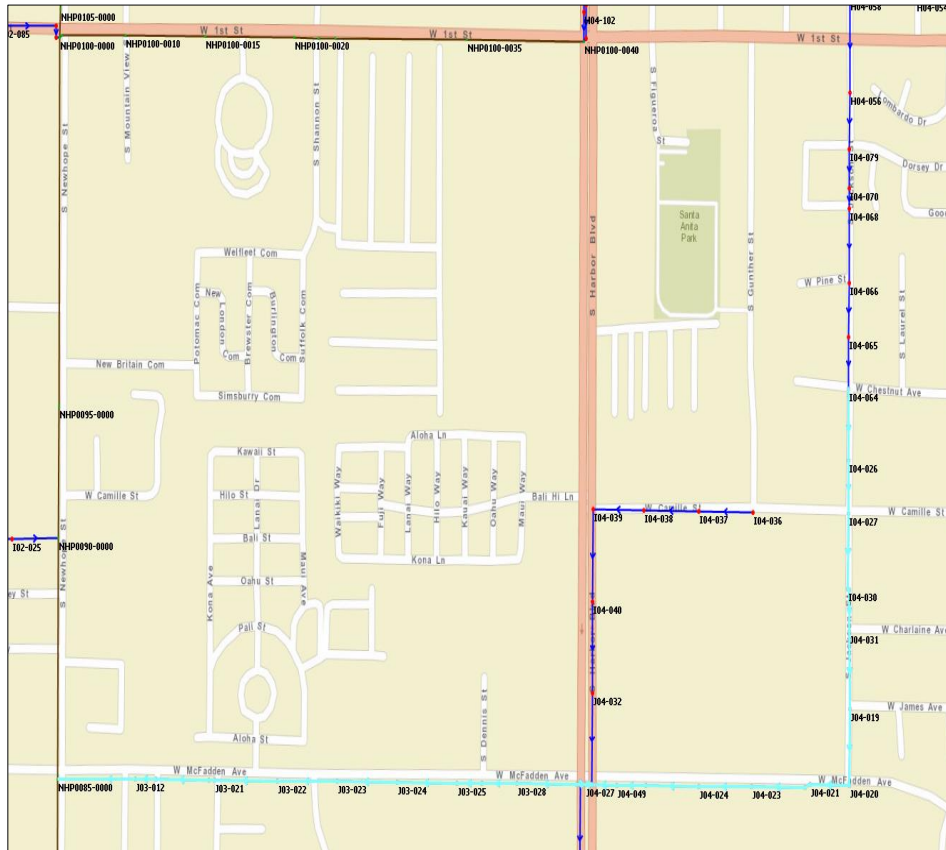 NHP0105-0000
H04-102
H04-058
W 1st St
W 1st St
W 1st St
NHP0100-0000
NHP0100-0010
NHP0100-0015
NHP0100-0020
NHP0100-0035
NHP0100-0040
S Newhope St
S Mountain View
S Shannon St
S Figueroa St
H04-056
Lombardo Dr
I04-079
Dorsey Dr
I04-070
I04-068
Santa
Anita
Park
S Harbor Blvd
S Gunther St
Welfleet Com
W Pine St
I04-066
S Laurel St
Potomac Com
New London Com
Brewster Com
Burlington Com
Suffolk Com
I04-065
New Britain Com
Simsburry Com
W Chestnut Ave
I04-064
NHP0095-0000
Aloha Ln
Kawaii St
I04-026
Waikiki Way
Fuji Way
Lanai Way
Hilo Way
Kauai Way
Oahu Way
Maui Way
W Camille St
Hilo St
Lanai Dr
Bali Hi Ln
W Camille St
W Camille St
I04-039
I04-038
I04-037
I04-036
I04-027
Bali St
I02-025
NHP0090-0000
S Newhope St
Kona Ln
Oahu St
Kona Ave
Maui Ave
ey St
I04-030
I04-040
Pali St
J04-031
W Charlaine Ave
J04-032
J04-019
W James Ave
S Dennis St
Aloha St
W McFadden Ave
W McFadden Ave
W McFadden Ave
NHP0085-0000
J03-012
J03-021
J03-022
J03-023
J03-024
J03-025
J03-028
J04-027
J04-049
J04-024
J04-023
J04-021
J04-020